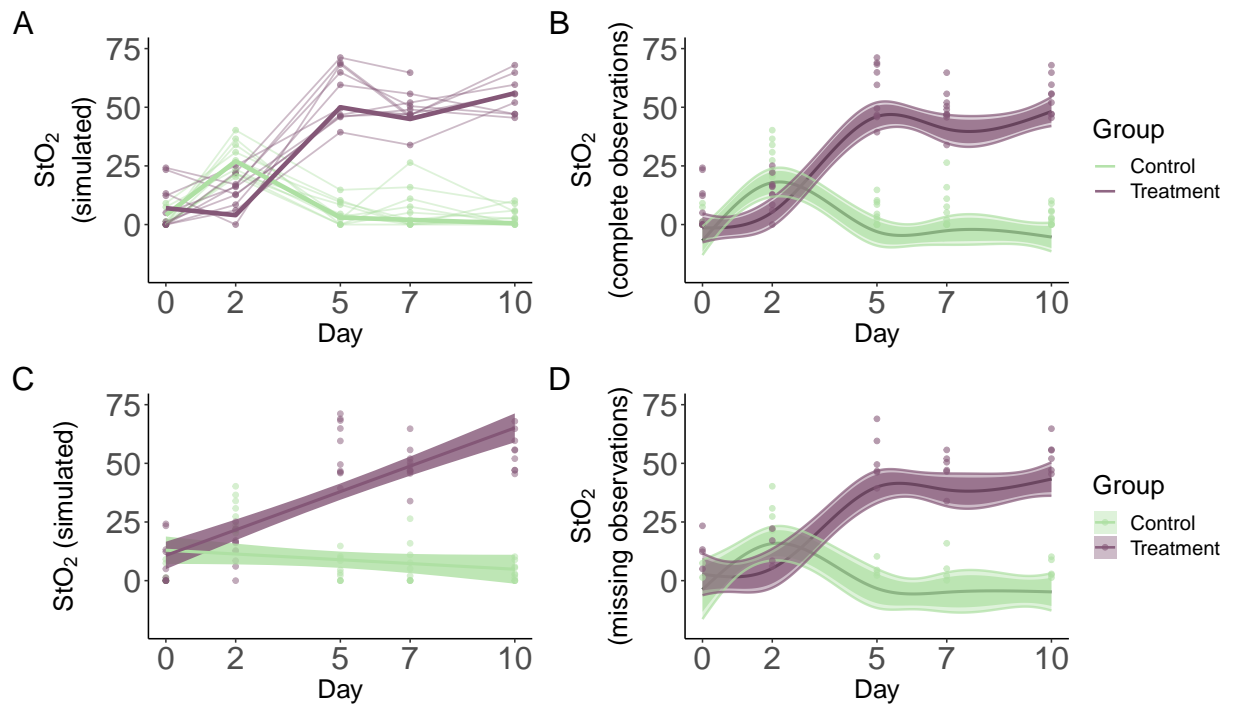 A
StO₂
(simulated)
75
50
25
0
0 2 5 7 10
Day
B
StO₂
(complete observations)
75
50
25
0
0 2 5 7 10
Day
Group
Control
Treatment
C
StO₂ (simulated)
75
50
25
0
0 2 5 7 10
Day
D
StO₂
(missing observations)
75
50
25
0
0 2 5 7 10
Day
Group
Control
Treatment